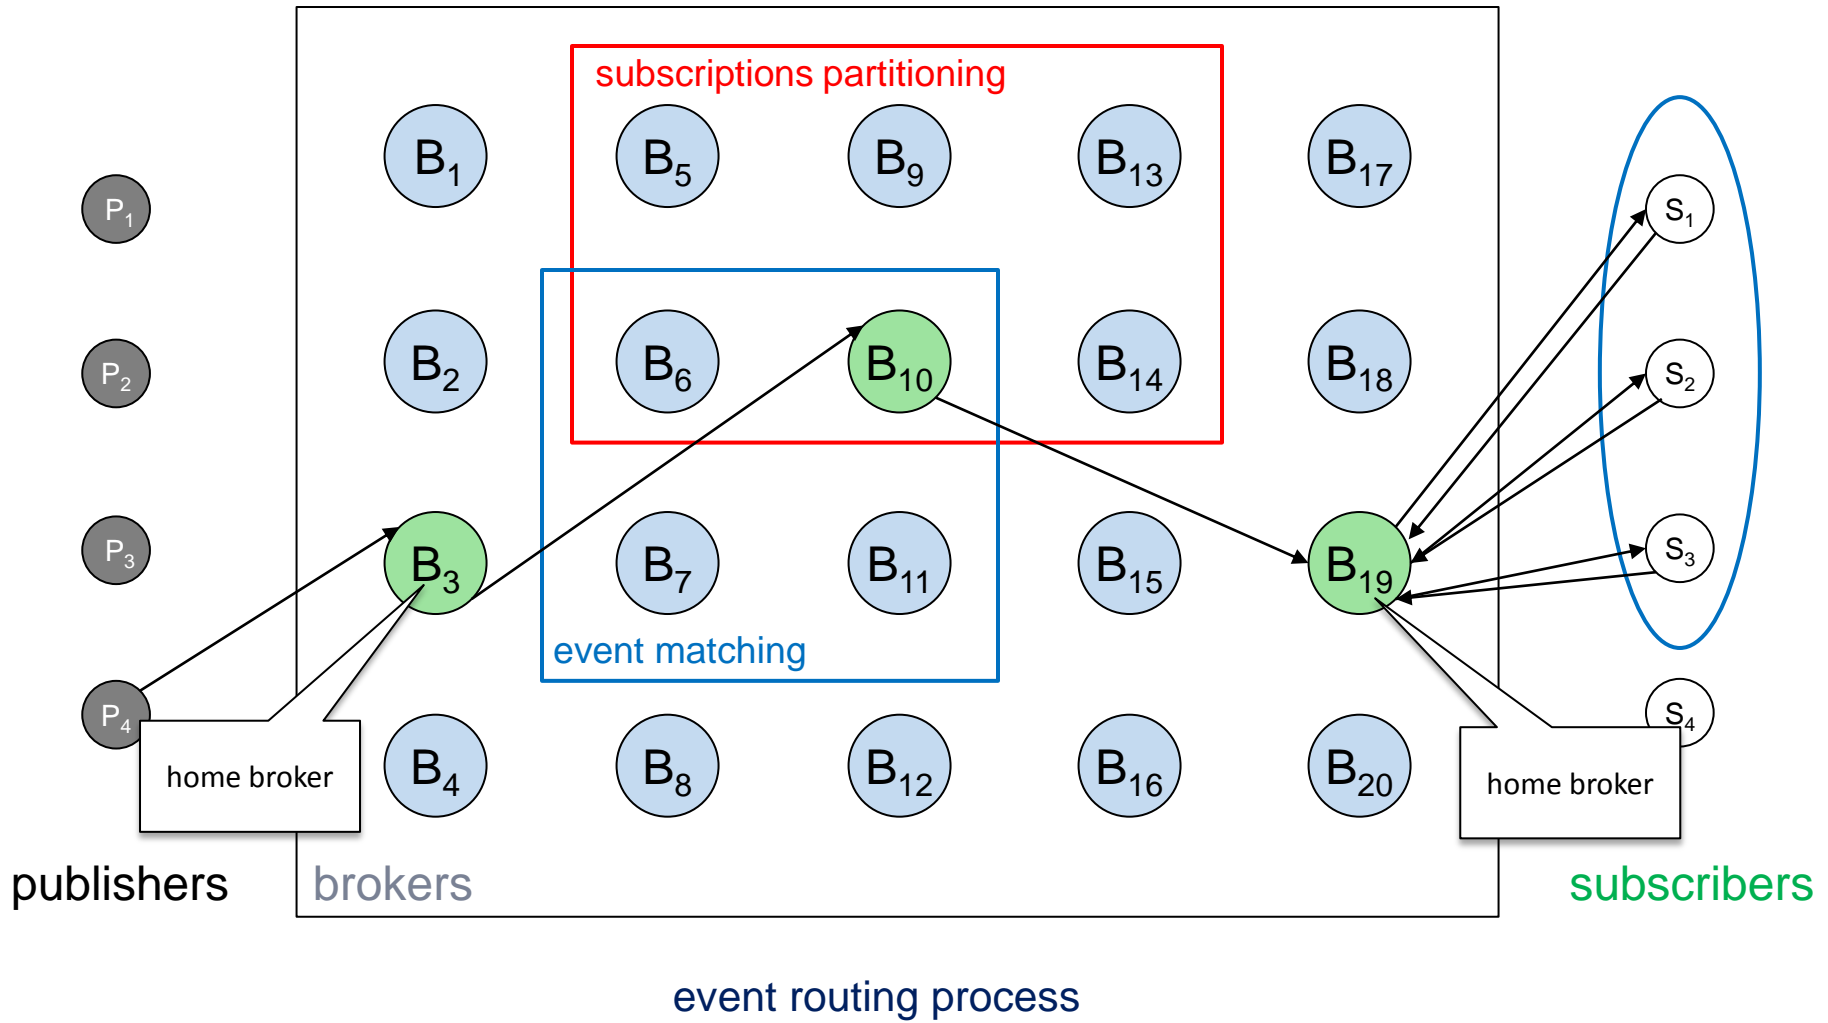 subscriptions partitioning
B1 B5 B9 B13 B17
P1 S1
B2 B6 B10 B14 B18
P2 S2
B3 B7 B11 B15 B19
P3 S3
event matching
P4 S4
B4 B8 B12 B16 B20
home broker home broker
publishers brokers subscribers
event routing process